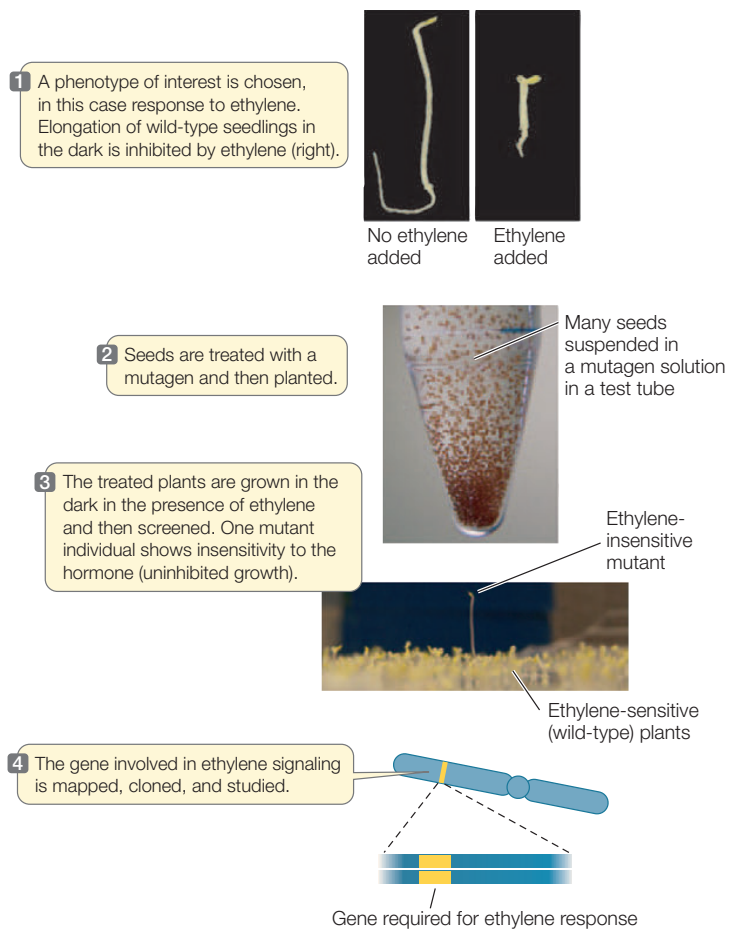 1 A phenotype of interest is chosen,
in this case response to ethylene.
Elongation of wild-type seedlings in
the dark is inhibited by ethylene (right).
No ethylene
added
Ethylene
added
2 Seeds are treated with a
mutagen and then planted.
Many seeds
suspended in
a mutagen solution
in a test tube
3 The treated plants are grown in the
dark in the presence of ethylene
and then screened. One mutant
individual shows insensitivity to the
hormone (uninhibited growth).
Ethylene-
insensitive
mutant
Ethylene-sensitive
(wild-type) plants
4 The gene involved in ethylene signaling
is mapped, cloned, and studied.
Gene required for ethylene response